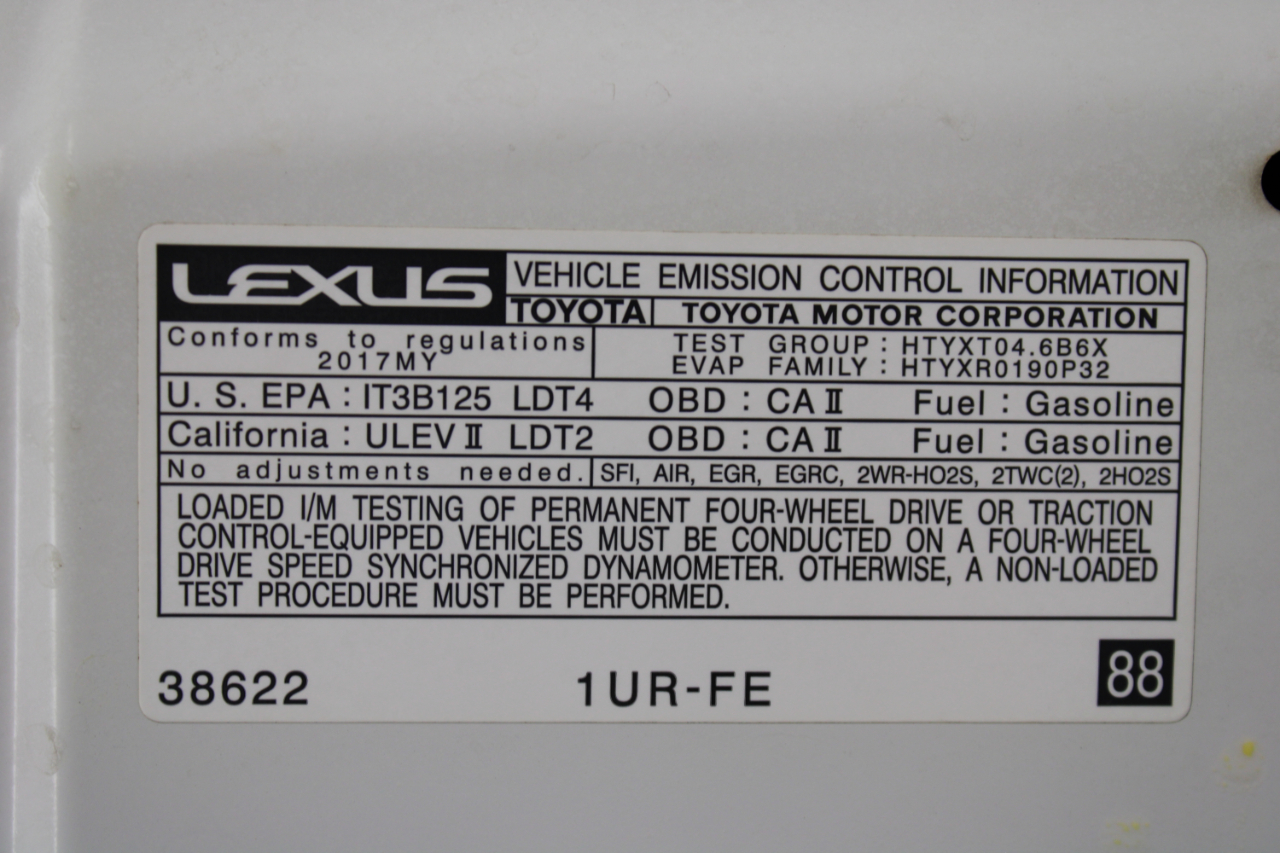 LEXUS VEHICLE EMISSION CONTROL INFORMATION
TOYOTA TOYOTA MOTOR CORPORATION
Conforms to regulations
2017MY
TEST GROUP : HTYXT04.6B6X
EVAP FAMILY : HTYXR0190P32
U. S. EPA : IT3B125 LDT4 OBD : CA II Fuel : Gasoline
California : ULEV II LDT2 OBD : CA II Fuel : Gasoline
No adjustments needed. SFI, AIR, EGR, EGRC, 2WR-HO2S, 2TWC(2), 2HO2S
LOADED I/M TESTING OF PERMANENT FOUR-WHEEL DRIVE OR TRACTION
CONTROL-EQUIPPED VEHICLES MUST BE CONDUCTED ON A FOUR-WHEEL
DRIVE SPEED SYNCHRONIZED DYNAMOMETER. OTHERWISE, A NON-LOADED
TEST PROCEDURE MUST BE PERFORMED.
38622 1UR-FE 88